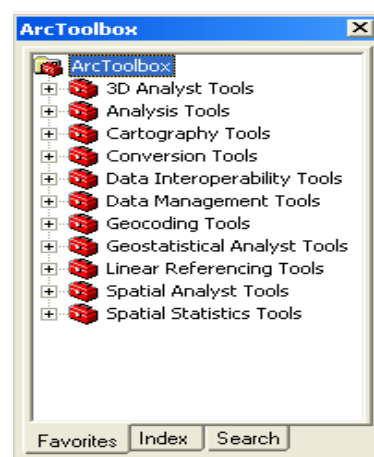 ArcToolbox
ArcToolbox
3D Analyst Tools
Analysis Tools
Cartography Tools
Conversion Tools
Data Interoperability Tools
Data Management Tools
Geocoding Tools
Geostatistical Analyst Tools
Linear Referencing Tools
Spatial Analyst Tools
Spatial Statistics Tools
Favorites Index Search